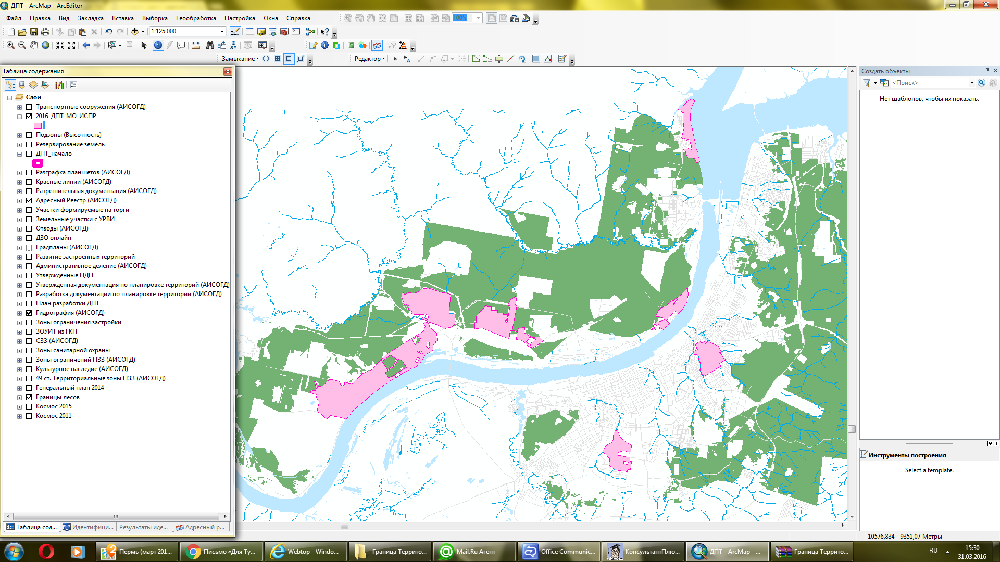 ДПТ - ArcMap - ArcEditor
Файл Правка Вид Закладка Вставка Выборка Геообработка Настройка Окна Справка
100%
1:125 000
Замыкание Редактор
Таблица содержания
Слои
Транспортные сооружения (АИСОГД)
2016_ДПТ_МО_ИСПР
Подзоны (Высотность)
Резервирование земель
ДПТ_начало
Разграфка планшетов (АИСОГД)
Красные линии (АИСОГД)
Разрешительная документация (АИСОГД)
Адресный Реестр (АИСОГД)
Участки формируемые на торги
Земельные участки с УРВИ
Отводы (АИСОГД)
ДЗО онлайн
Градпланы (АИСОГД)
Развитие застроенных территорий
Административное деление (АИСОГД)
Утвержденные ПДП
Утвержденная документация по планировке территорий (АИСОГД)
Разработка документации по планировке территории (АИСОГД)
План разработки ДПТ
Гидрография (АИСОГД)
Зоны ограничения застройки
ЗОУИТ из ГКН
СЗЗ (АИСОГД)
Зоны санитарной охраны
Зоны ограничений ПЗЗ (АИСОГД)
Культурное наследие (АИСОГД)
49 ст. Территориальные зоны ПЗЗ (АИСОГД)
Генеральный план 2014
Границы лесов
Космос 2015
Космос 2011
Таблица сод... Идентифици... Результаты иде... Адресный р...
Создать объекты
<Поиск>
Нет шаблонов, чтобы их показать.
Инструменты построения
Select a template.
10576,834 -9351,07 Метры
Пермь (март 201... Письмо «Для Ту... Webtop - Windo... Граница Террито... Mail.Ru Агент Office Communic... КонсультантПлю... ДПТ - ArcMap - ... Граница Террито...
RU
15:30
31.03.2016